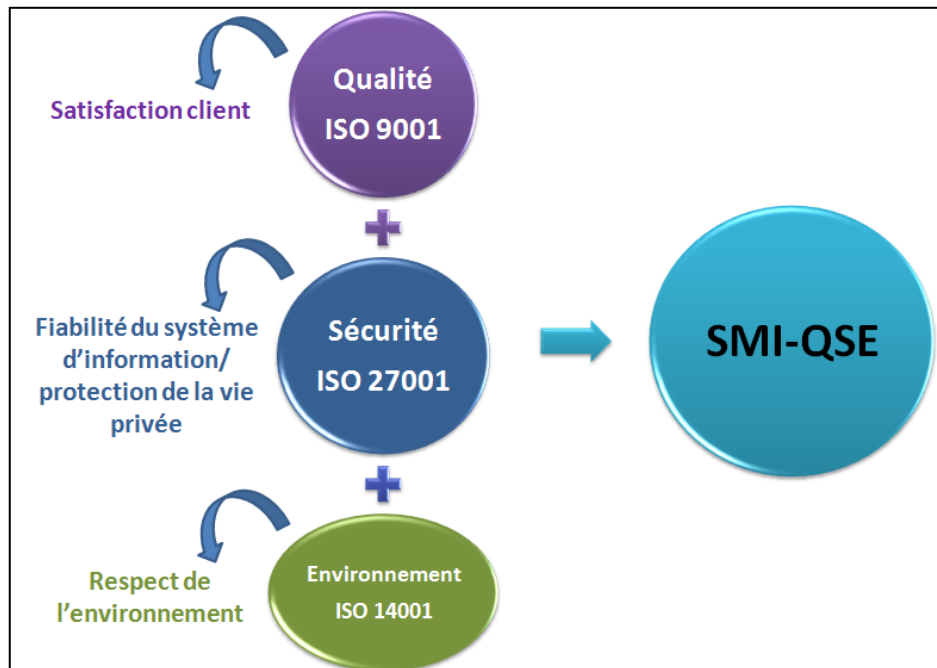 Qualité
ISO 9001
Satisfaction client
Sécurité
ISO 27001
Fiabilité du système
d'information/
protection de la vie
privée
SMI-QSE
Environnement
ISO 14001
Respect de
l'environnement